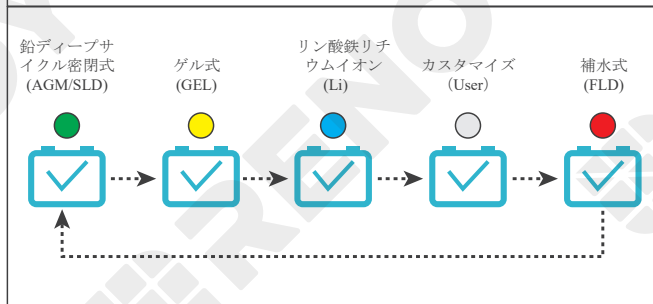 鉛ディープサ
イクル密閉式
(AGM/SLD)
ゲル式
(GEL)
リン酸鉄リチ
ウムイオン
(Li)
カスタマイズ
（User）
補水式
(FLD)
RENO